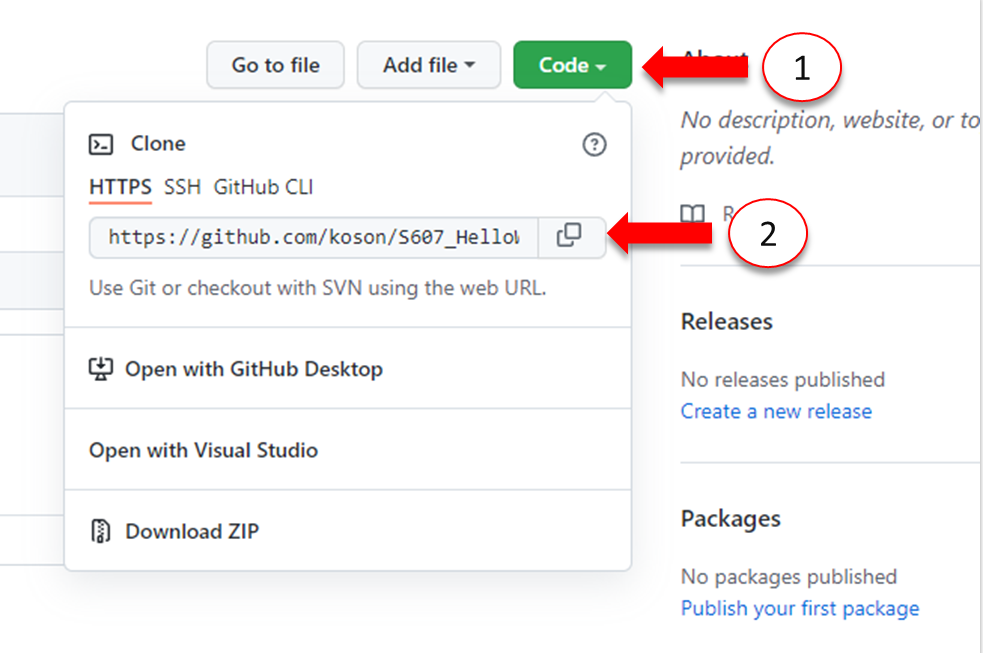 Go to file
Add file
Code
1
No description, website, or to
provided.
Clone
HTTPS SSH GitHub CLI
https://github.com/koson/S607_Hello
2
Use Git or checkout with SVN using the web URL.
Open with GitHub Desktop
Open with Visual Studio
Download ZIP
Releases
No releases published
Create a new release
Packages
No packages published
Publish your first package